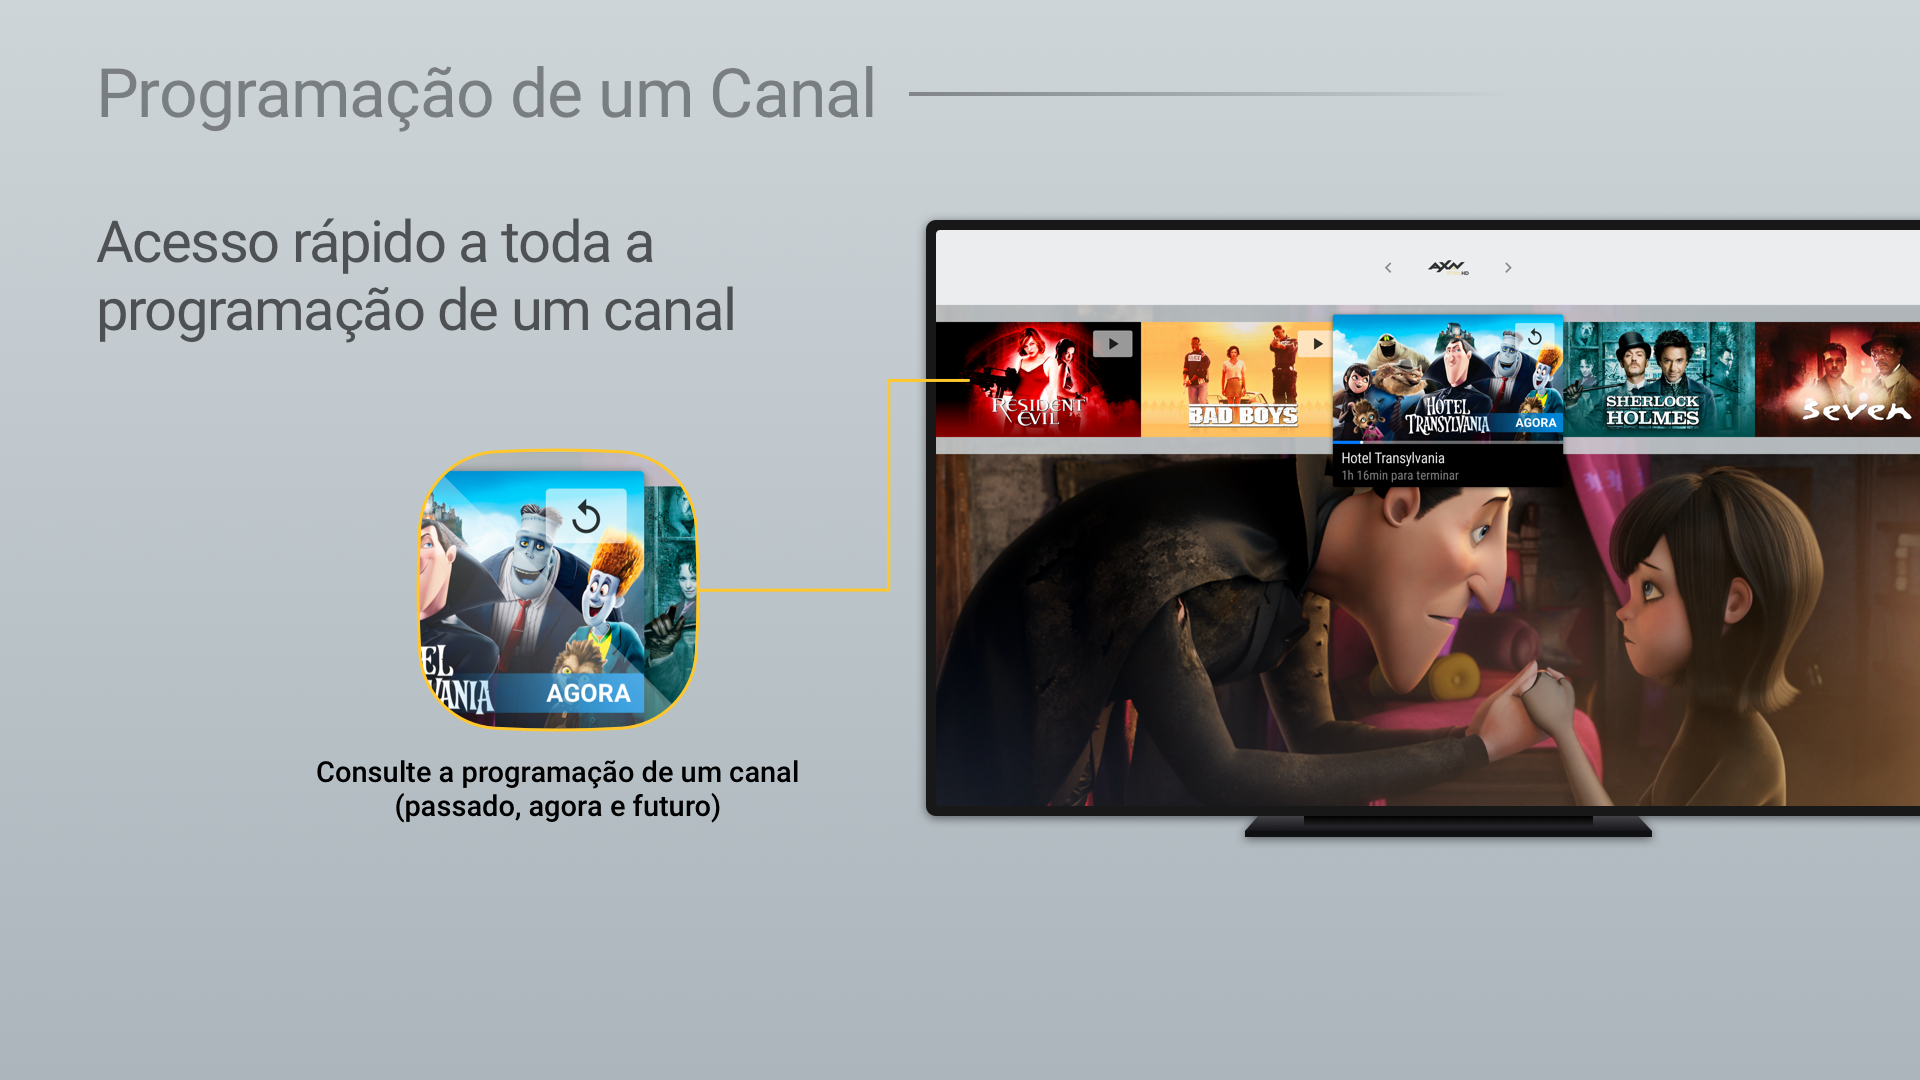 Programação de um Canal
Acesso rápido a toda a
programação de um canal
AXN
HD
RESIDENT
EVIL
BAD BOYS
HOTEL
TRANSYLVANIA
AGORA
SHERLOCK
HOLMES
Seven
Hotel Transylvania
1h 16min para terminar
EL
VANIA
AGORA
Consulte a programação de um canal
(passado, agora e futuro)